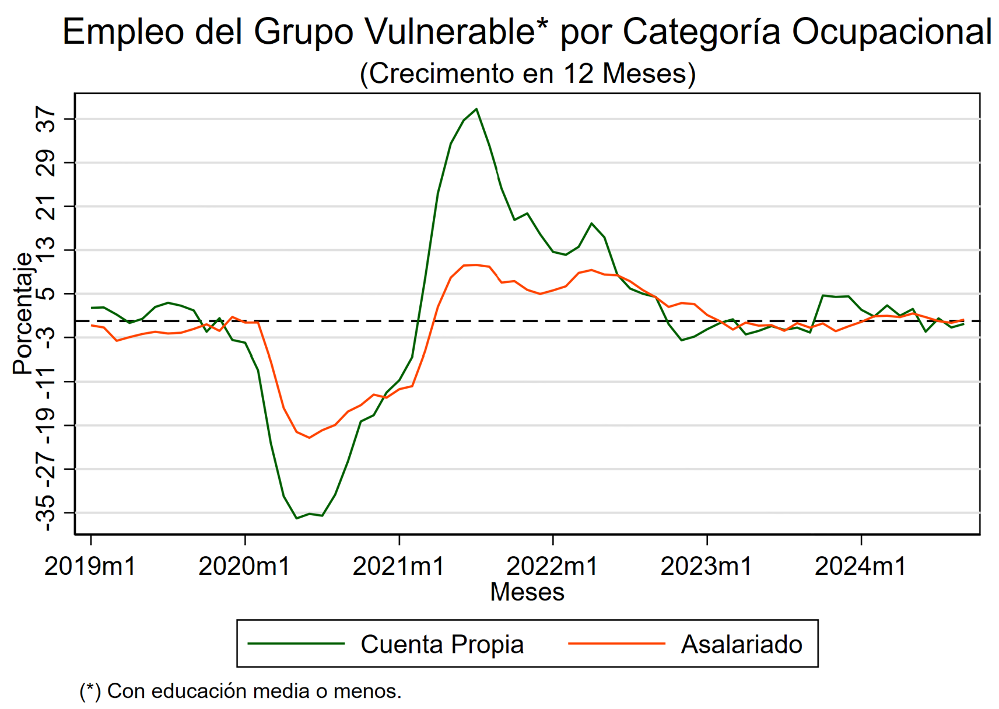 Empleo del Grupo Vulnerable* por Categoría Ocupacional
(Crecimento en 12 Meses)
Porcentaje
37
29
21
13
5
-3
-11
-19
-27
-35
2019m1 2020m1 2021m1 2022m1 2023m1 2024m1
Meses
Cuenta Propia Asalariado
(*) Con educación media o menos.